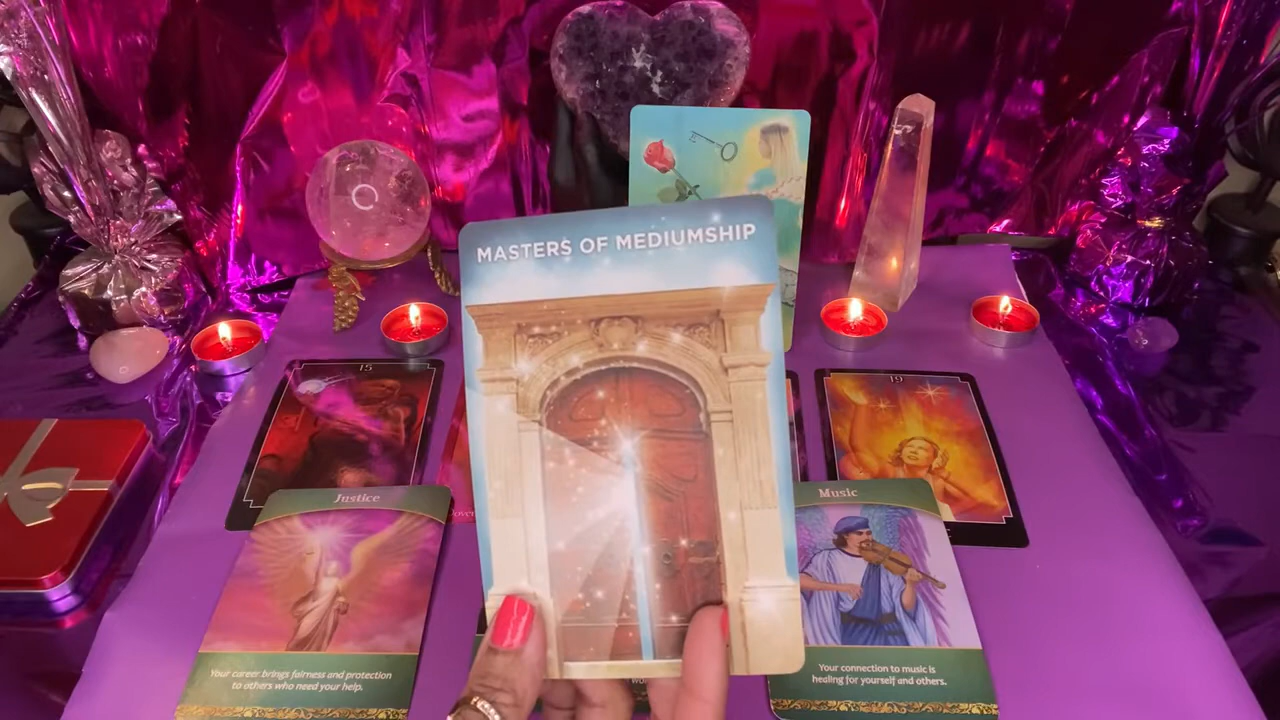 MASTERS OF MEDIUMSHIP
15
19
Justice
Music
Your career brings fairness and protection
to others who need your help.
Your connection to music is
healing for yourself and others.